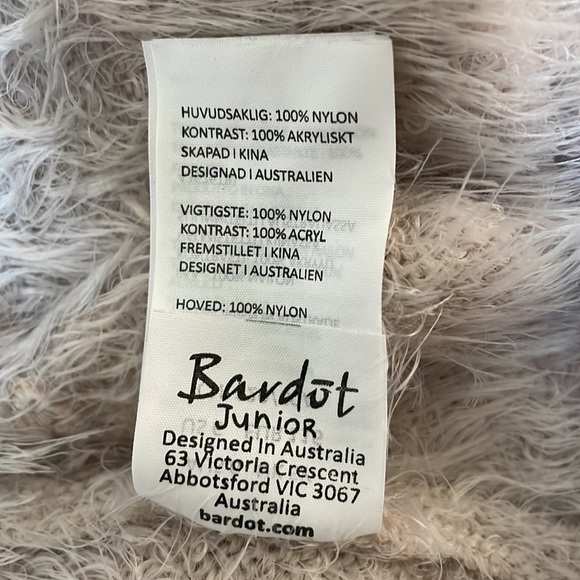 HUVUDSAKLIG: 100% NYLON
KONTRAST: 100% AKRYLISKT
SKAPAD I KINA
DESIGNAD I AUSTRALIEN
VIGTIGSTE: 100% NYLON
KONTRAST: 100% ACRYL
FREMSTILLET I KINA
DESIGNET I AUSTRALIEN
HOVED: 100% NYLON
Bardōt
Junior
Designed In Australia
63 Victoria Crescent
Abbotsford VIC 3067
Australia
bardot.com